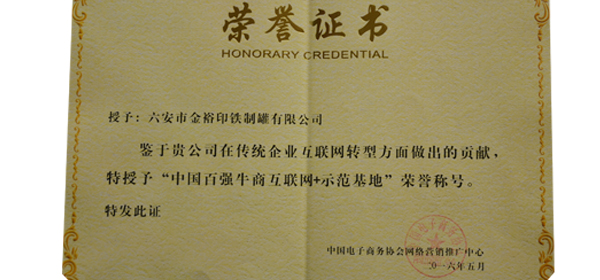 荣誉证书
HONORARY CREDENTIAL
授予：六安市金裕印铁制罐有限公司
鉴于贵公司在传统企业互联网转型方面做出的贡献，
特授予“中国百强牛商互联网+示范基地”荣誉称号。
特发此证
中国电子商务协会网络营销推广中心
二〇一六年五月